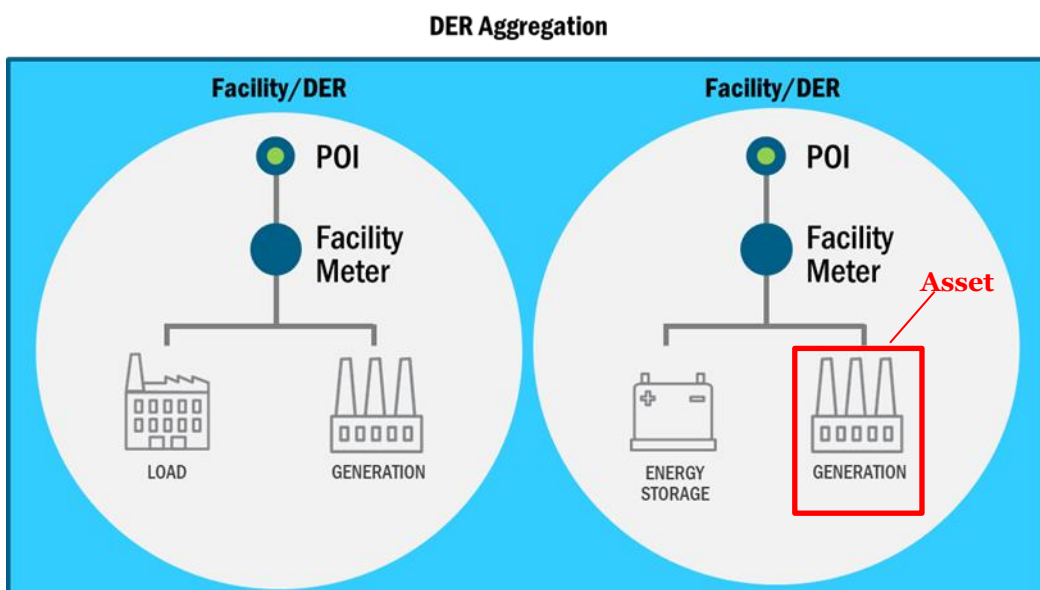 DER Aggregation
Facility/DER
POI
Facility
Meter
LOAD
GENERATION
Facility/DER
POI
Facility
Meter
Asset
ENERGY
STORAGE
GENERATION